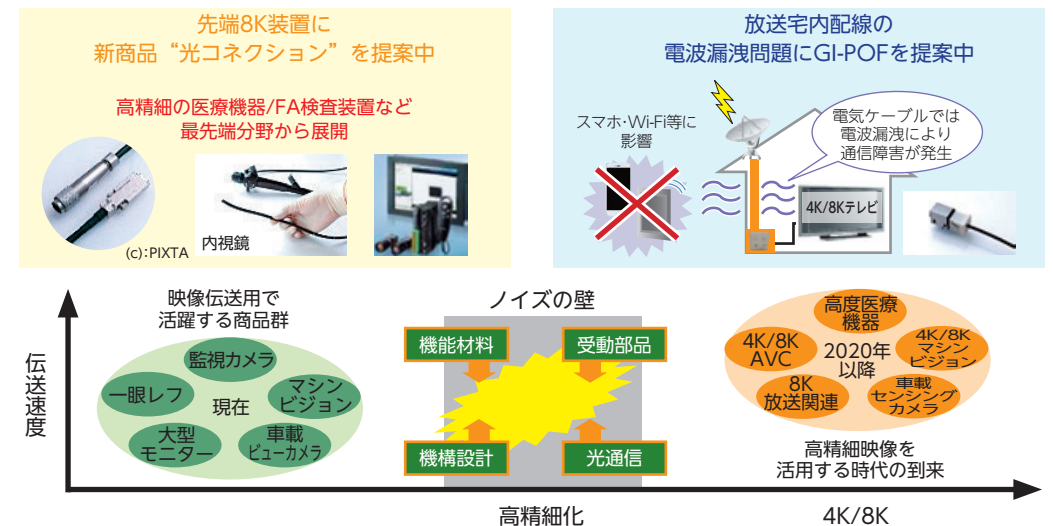 先端8K装置に
新商品“光コネクション”を提案中
高精細の医療機器/FA検査装置など
最先端分野から展開
(c):PIXTA
内視鏡
放送宅内配線の
電波漏洩問題にGI-POFを提案中
スマホ・Wi-Fi等に
影響
電気ケーブルでは
電波漏洩により
通信障害が発生
4K/8Kテレビ
伝送速度
映像伝送用で
活躍する商品群
監視カメラ
一眼レフ
現在
マシン
ビジョン
大型
モニター
車載
ビューカメラ
ノイズの壁
機能材料
受動部品
機構設計
光通信
高度医療
機器
4K/8K
AVC
2020年
以降
4K/8K
マシン
ビジョン
8K
放送関連
車載
センシング
カメラ
高精細映像を
活用する時代の到来
高精細化
4K/8K